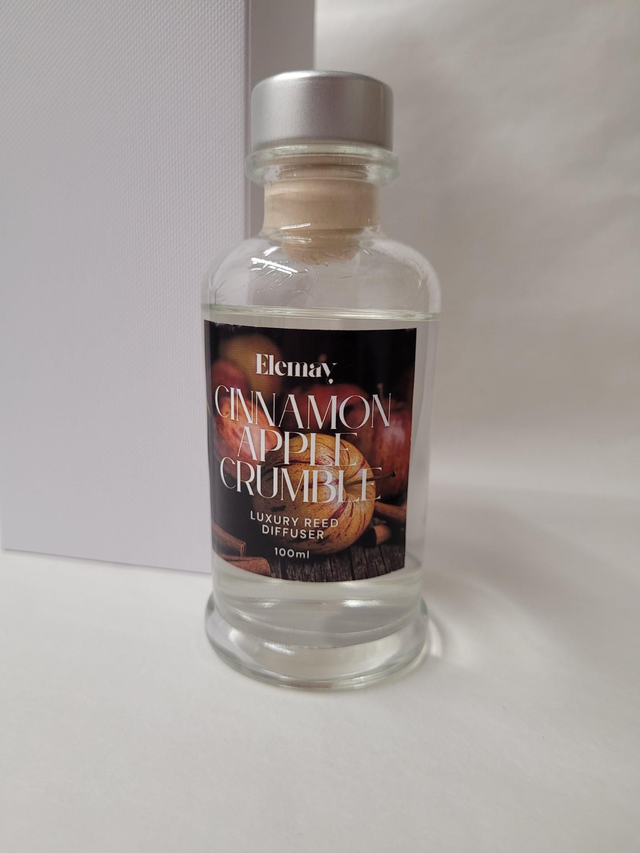 Elemay
CINNAMON
APPLE
CRUMBLE
LUXURY REED
DIFFUSER
100ml